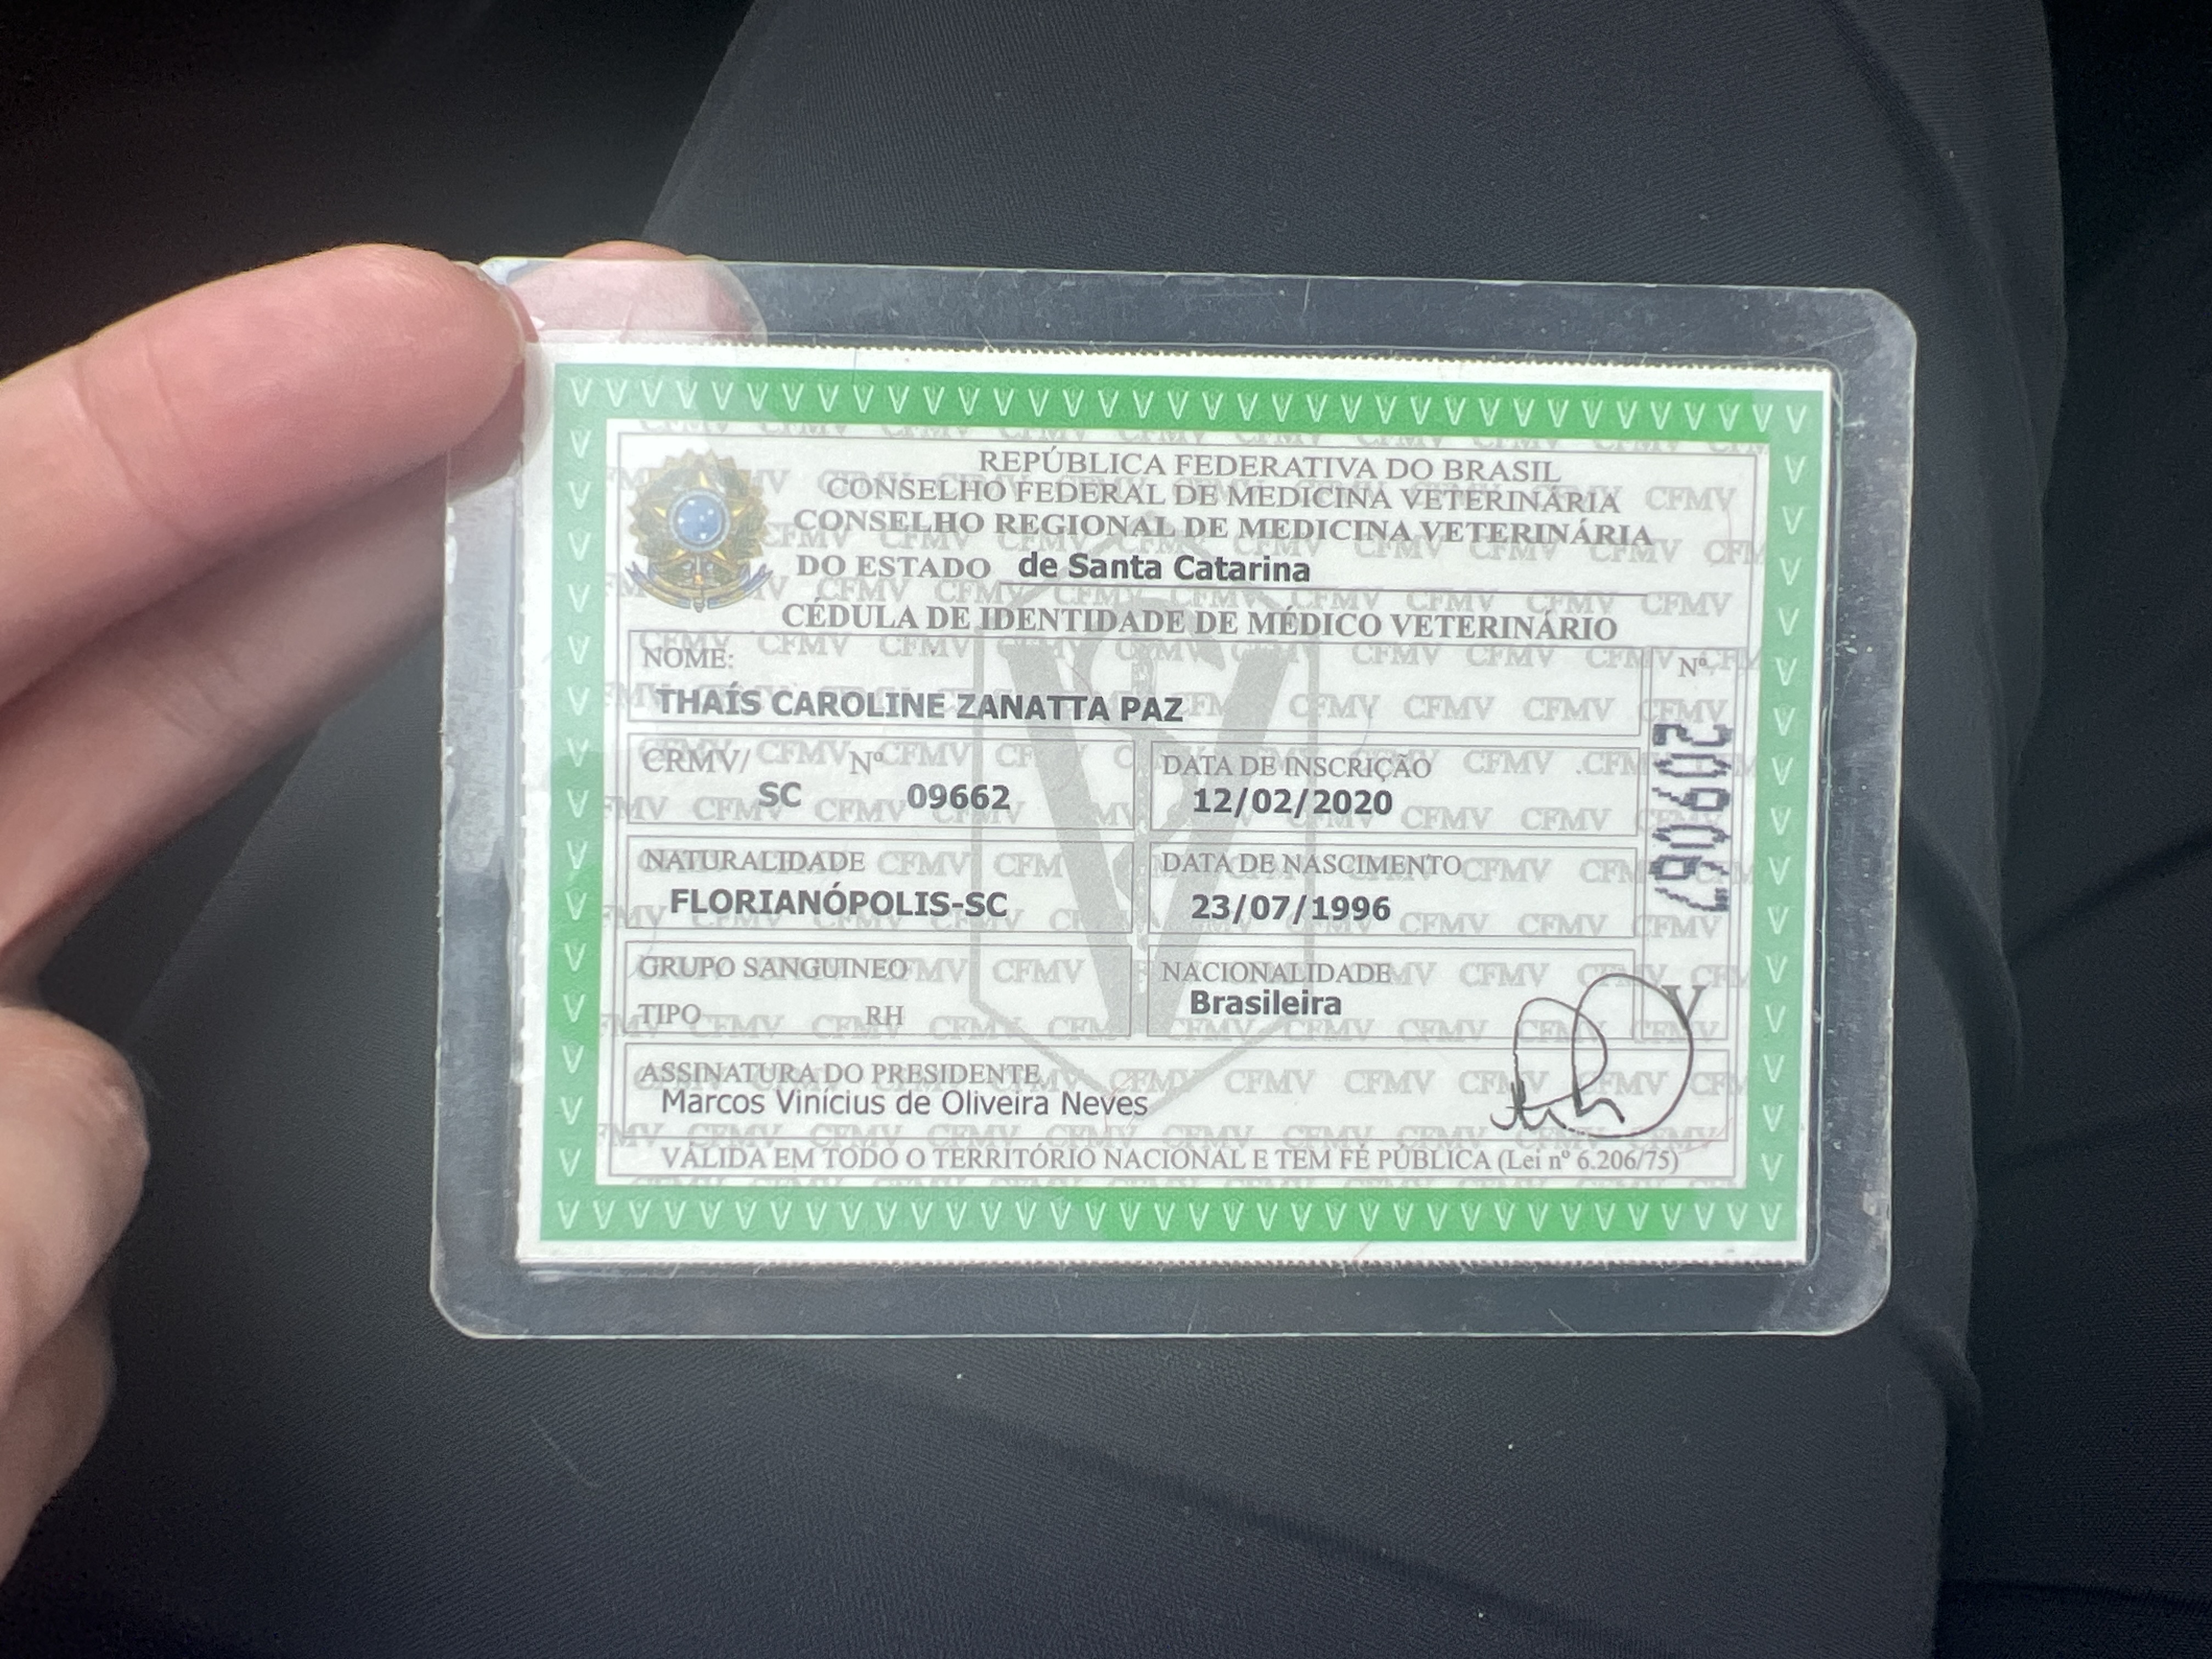 REPÚBLICA FEDERATIVA DO BRASIL
CONSELHO FEDERAL DE MEDICINA VETERINÁRIA
CONSELHO REGIONAL DE MEDICINA VETERINÁRIA
DO ESTADO de Santa Catarina
CÉDULA DE IDENTIDADE DE MÉDICO VETERINÁRIO
NOME:
THAÍS CAROLINE ZANATTA PAZ
Nº
CRMV/ SC Nº 09662
DATA DE INSCRIÇÃO
12/02/2020
NATURALIDADE
FLORIANÓPOLIS-SC
DATA DE NASCIMENTO
23/07/1996
GRUPO SANGUINEO
TIPO RH
NACIONALIDADE
Brasileira
V
ASSINATURA DO PRESIDENTE
Marcos Vinícius de Oliveira Neves
VÁLIDA EM TODO O TERRITÓRIO NACIONAL E TEM FÉ PÚBLICA (Lei nº 6.206/75)